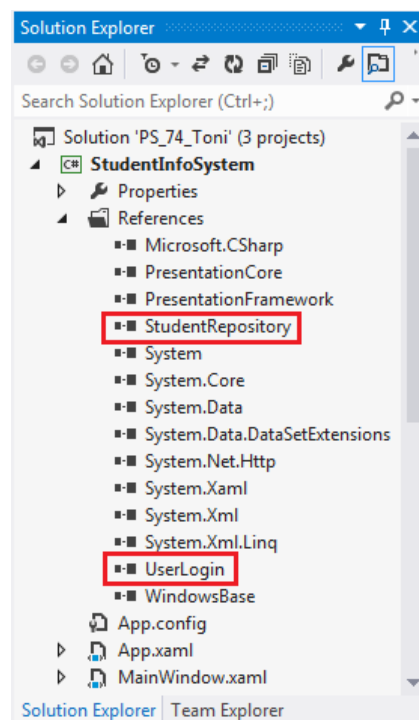 Solution Explorer
Search Solution Explorer (Ctrl+;)
Solution 'PS_74_Toni' (3 projects)
C# StudentInfoSystem
Properties
References
Microsoft.CSharp
PresentationCore
PresentationFramework
StudentRepository
System
System.Core
System.Data
System.Data.DataSetExtensions
System.Net.Http
System.Xaml
System.Xml
System.Xml.Linq
UserLogin
WindowsBase
App.config
App.xaml
MainWindow.xaml
Solution Explorer Team Explorer